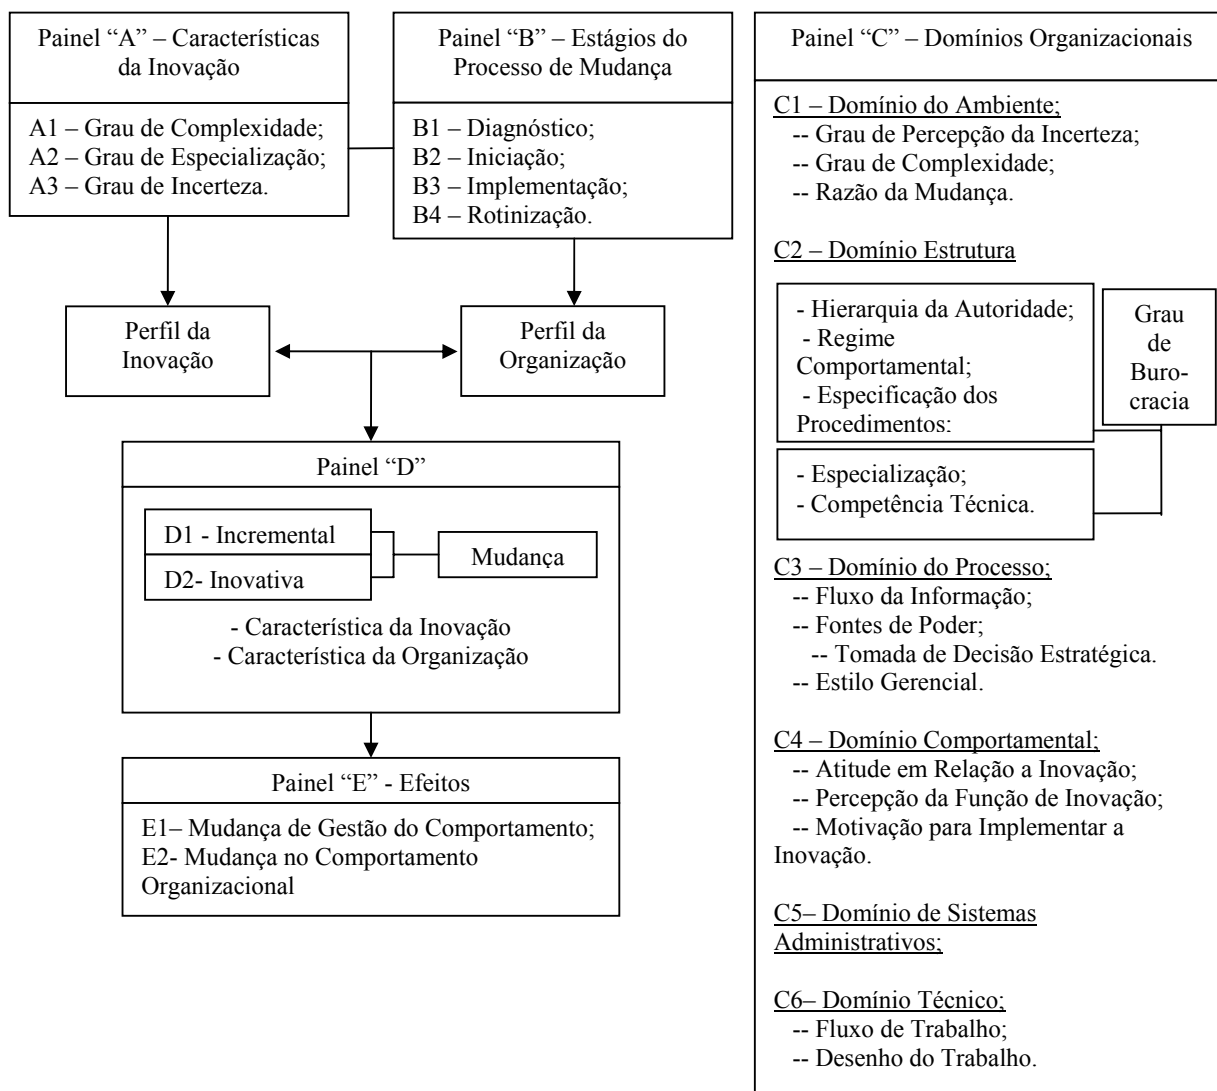 Painel “A” – Características
da Inovação
A1 – Grau de Complexidade;
A2 – Grau de Especialização;
A3 – Grau de Incerteza.
Painel “B” – Estágios do
Processo de Mudança
B1 – Diagnóstico;
B2 – Iniciação;
B3 – Implementação;
B4 – Rotinização.
Perfil da
Inovação
Perfil da
Organização
Painel “D”
D1 - Incremental
D2- Inovativa
Mudança
- Característica da Inovação
- Característica da Organização
Painel “E” - Efeitos
E1– Mudança de Gestão do Comportamento;
E2- Mudança no Comportamento
Organizacional
Painel “C” – Domínios Organizacionais
C1 – Domínio do Ambiente;
-- Grau de Percepção da Incerteza;
-- Grau de Complexidade;
-- Razão da Mudança.
C2 – Domínio Estrutura
- Hierarquia da Autoridade;
- Regime
Comportamental;
- Especificação dos
Procedimentos:
- Especialização;
- Competência Técnica.
Grau
de
Buro-
cracia
C3 – Domínio do Processo;
-- Fluxo da Informação;
-- Fontes de Poder;
-- Tomada de Decisão Estratégica.
-- Estilo Gerencial.
C4 – Domínio Comportamental;
-- Atitude em Relação a Inovação;
-- Percepção da Função de Inovação;
-- Motivação para Implementar a
Inovação.
C5– Domínio de Sistemas
Administrativos;
C6– Domínio Técnico;
-- Fluxo de Trabalho;
-- Desenho do Trabalho.